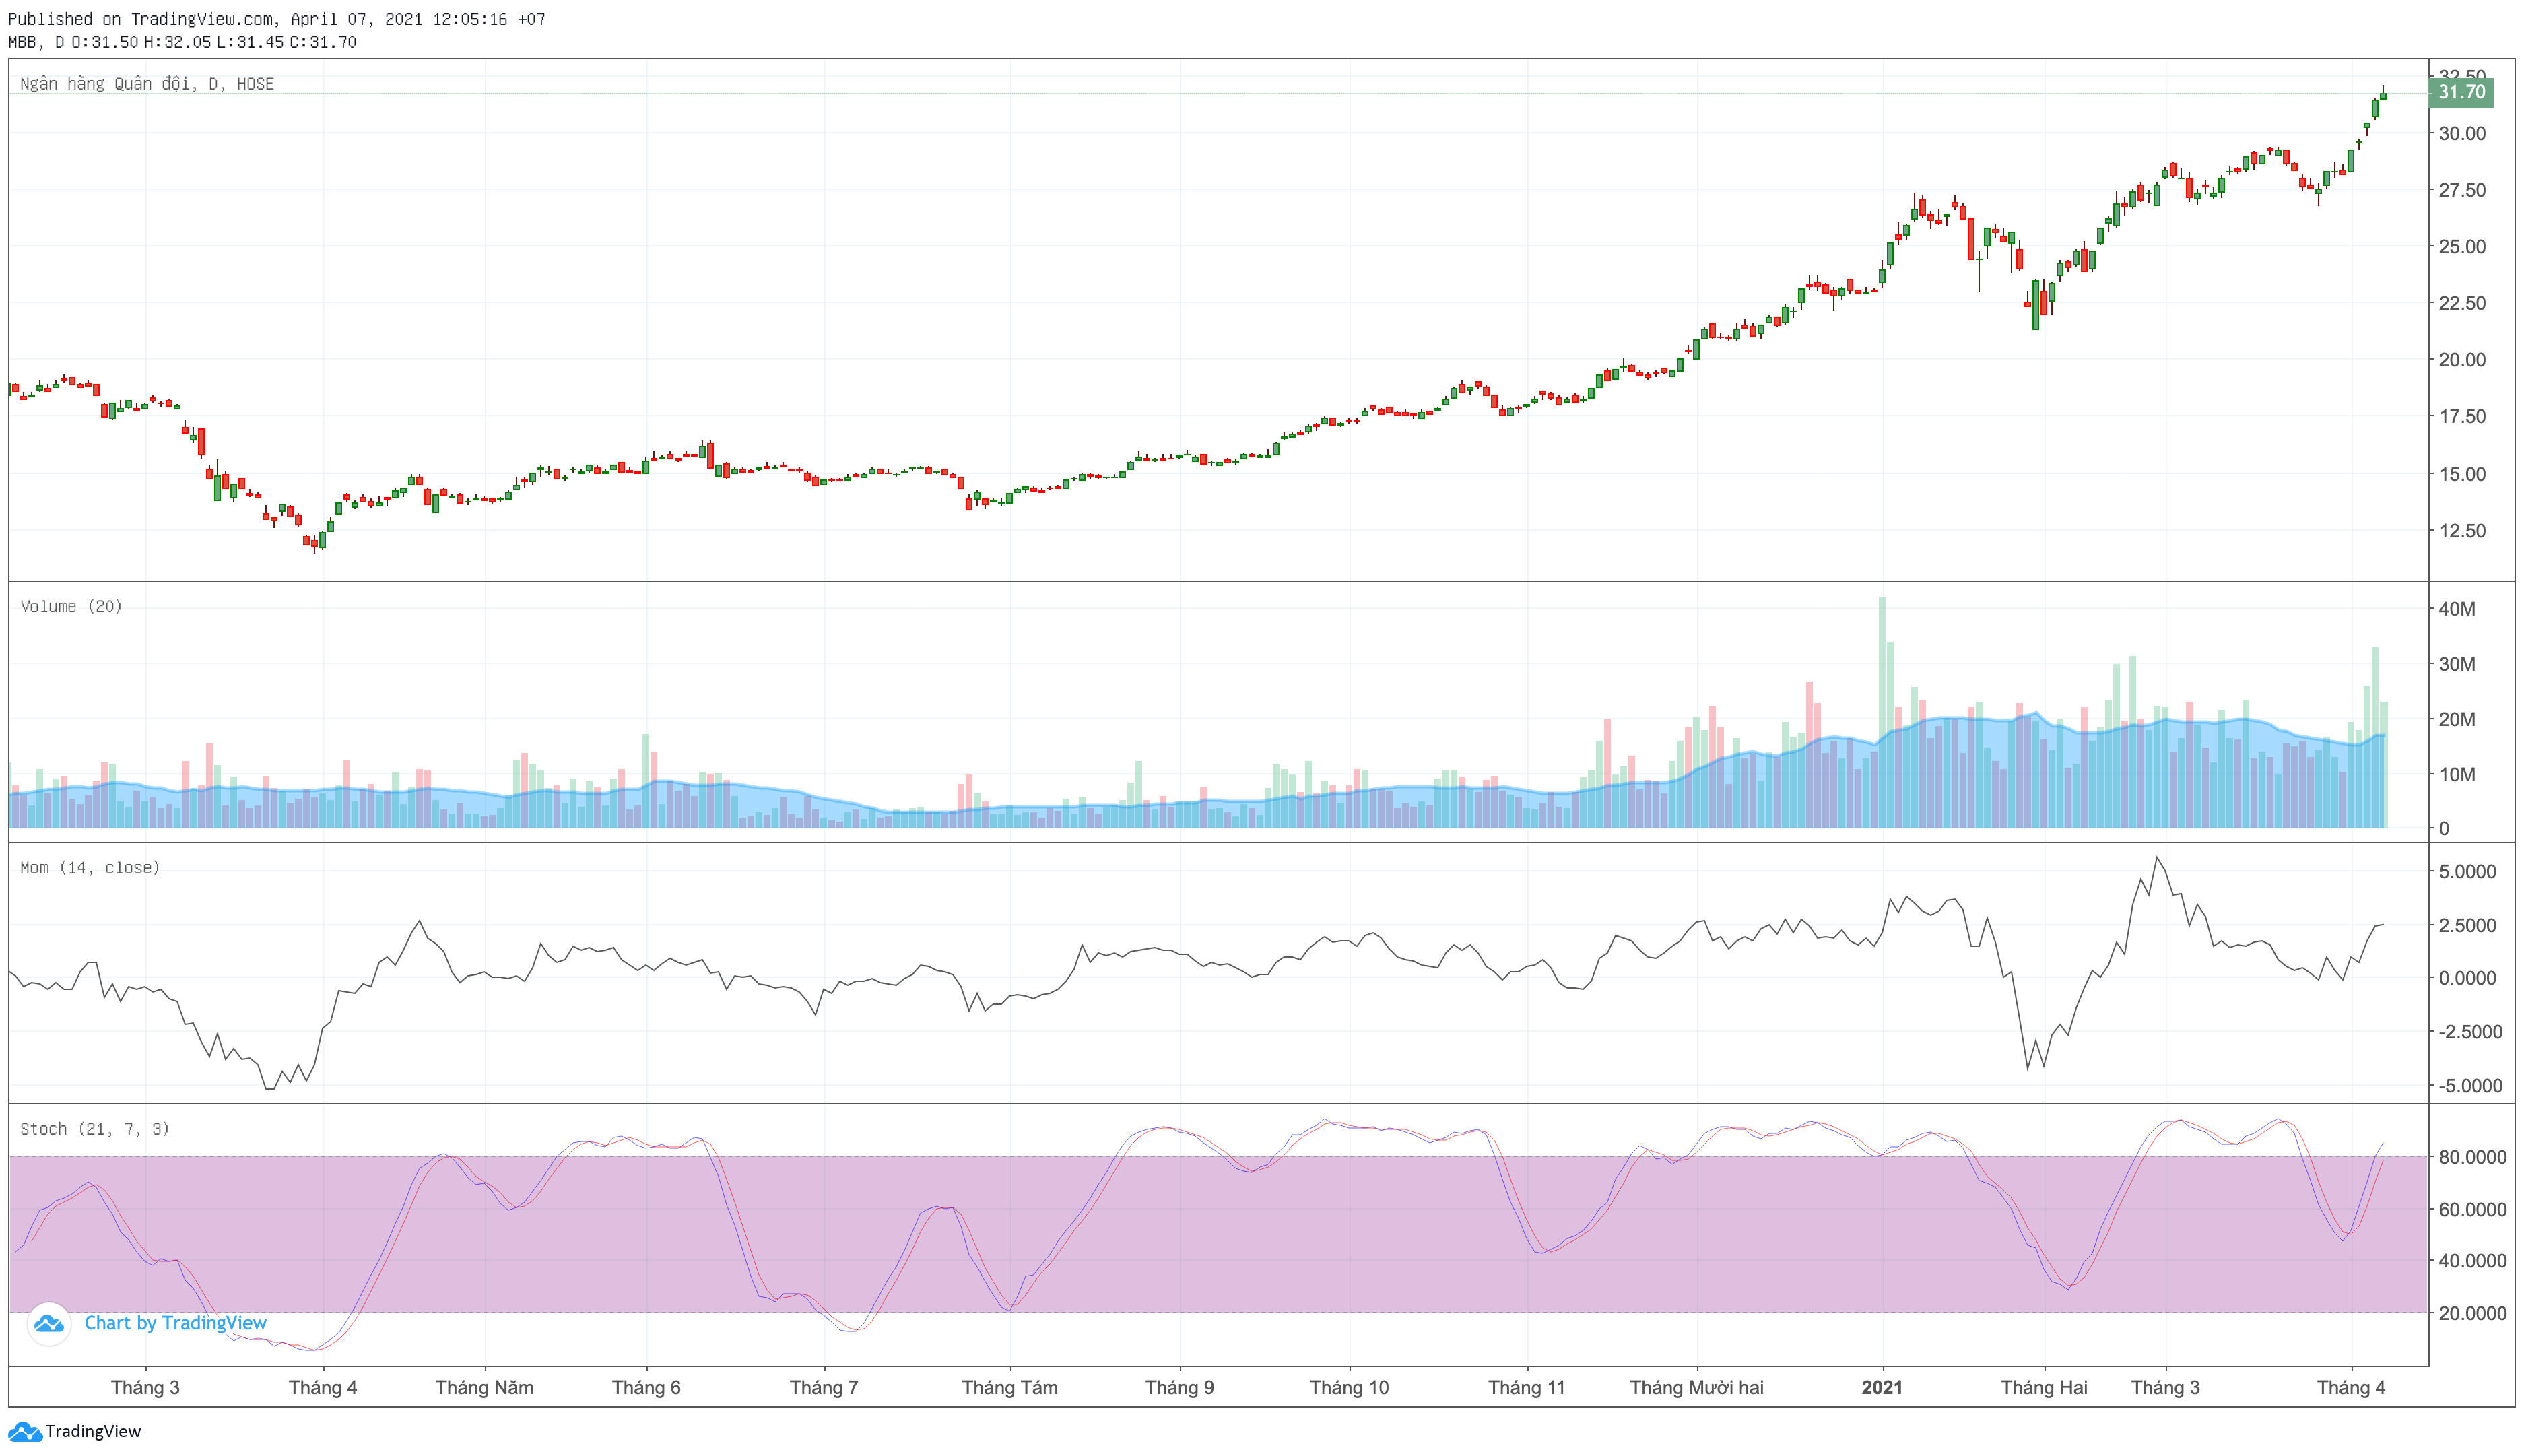 Published on TradingView.com, April 07, 2021 12:05:16 +07
MBB, D O:31.50 H:32.05 L:31.45 C:31.70
Ngân hàng Quân đội, D, HOSE
32.50
31.70
30.00
27.50
25.00
22.50
20.00
17.50
15.00
12.50
Volume (20)
40M
30M
20M
10M
0
Mom (14, close)
5.0000
2.5000
0.0000
-2.5000
-5.0000
Stoch (21, 7, 3)
80.0000
60.0000
40.0000
20.0000
Chart by TradingView
Tháng 3 Tháng 4 Tháng Năm Tháng 6 Tháng 7 Tháng Tám Tháng 9 Tháng 10 Tháng 11 Tháng Mười hai 2021 Tháng Hai Tháng 3 Tháng 4
TradingView